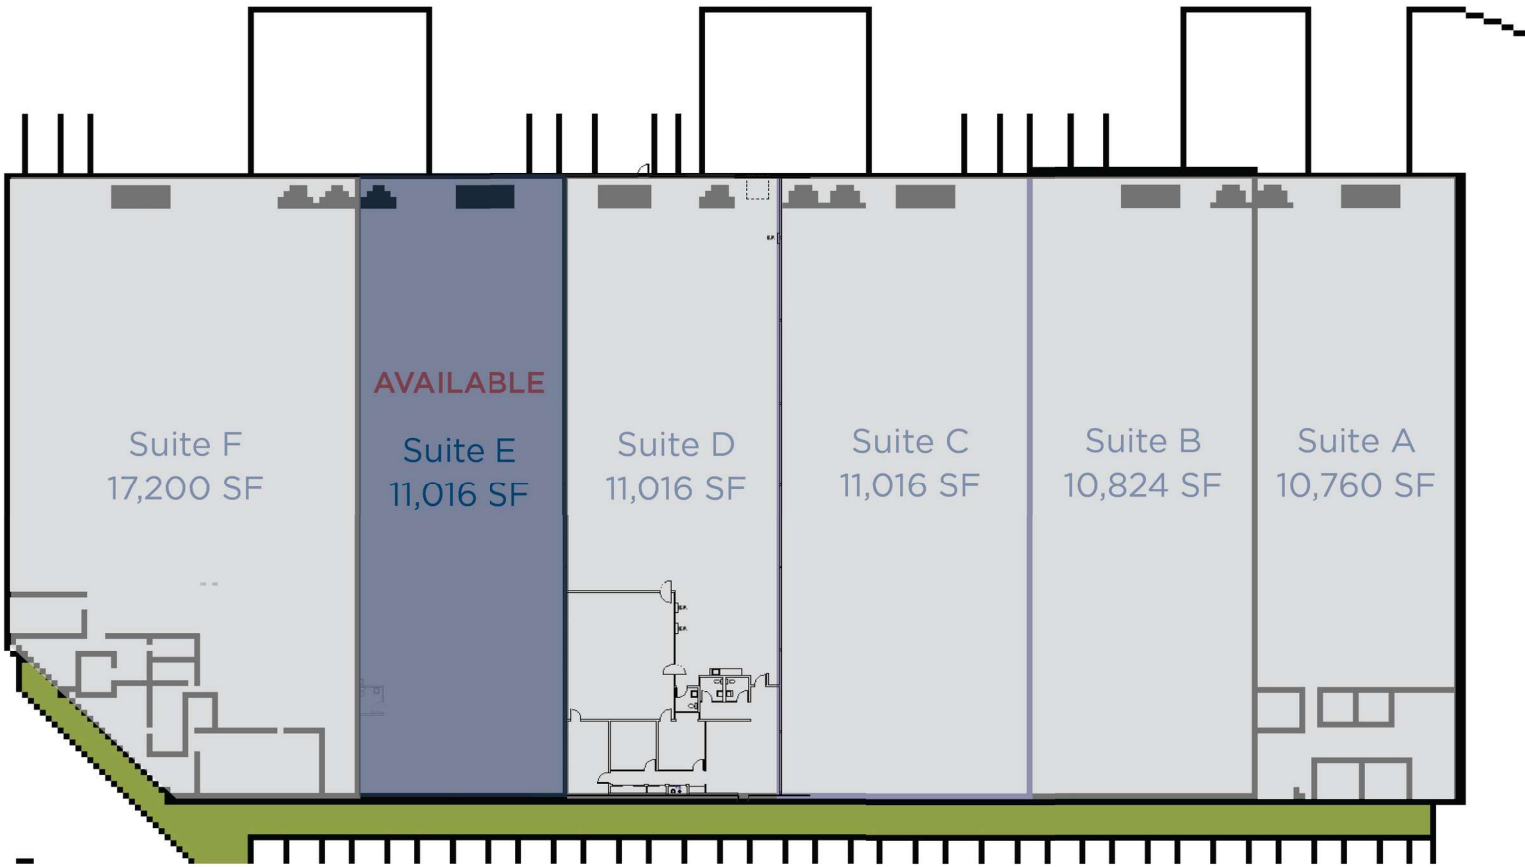 AVAILABLE
Suite F
17,200 SF
Suite E
11,016 SF
Suite D
11,016 SF
Suite C
11,016 SF
Suite B
10,824 SF
Suite A
10,760 SF
E.P.
E.P.
E.P.